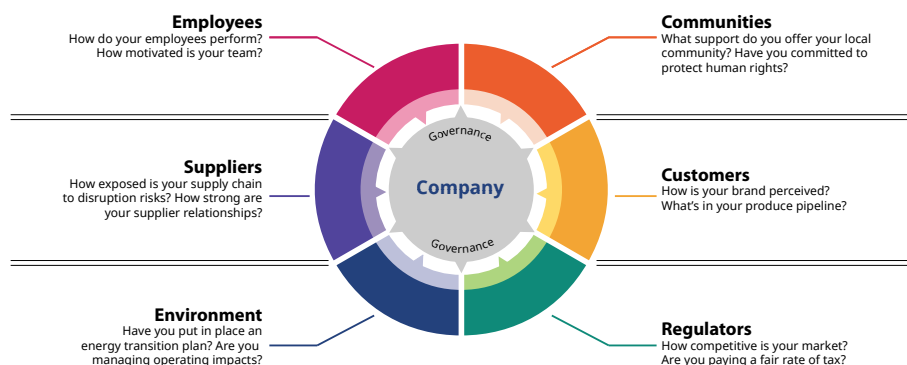 Employees
How do your employees perform?
How motivated is your team?
Communities
What support do you offer your local
community? Have you committed to
protect human rights?
Governance
Suppliers
How exposed is your supply chain
to disruption risks? How strong are
your supplier relationships?
Company
Customers
How is your brand perceived?
What’s in your produce pipeline?
Governance
Environment
Have you put in place an
energy transition plan? Are you
managing operating impacts?
Regulators
How competitive is your market?
Are you paying a fair rate of tax?